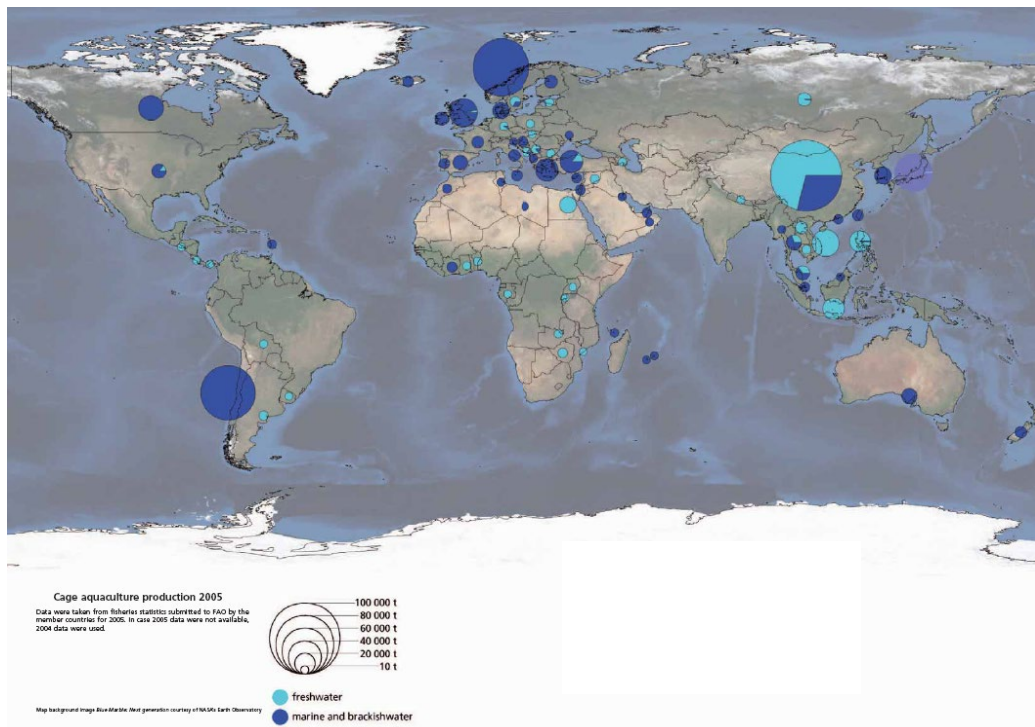 Cage aquaculture production 2005
Data were taken from fisheries statistics submitted to FAO by the
member countries for 2005. In case 2005 data were not available,
2004 data were used.
100 000 t
80 000 t
60 000 t
40 000 t
20 000 t
10 t
freshwater
marine and brackishwater
Map background image Blue Marble: Next generation courtesy of NASA's Earth Observatory